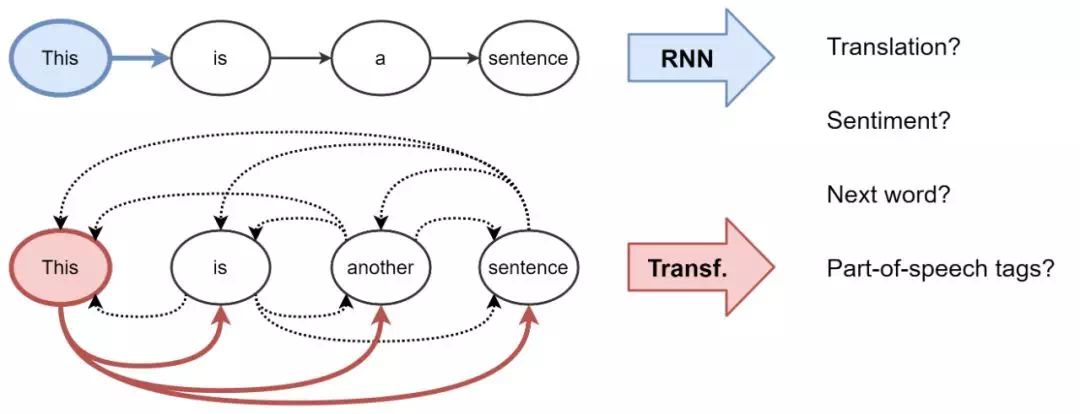 This is a sentence
RNN
Translation?
Sentiment?
Next word?
This is another sentence
Transf.
Part-of-speech tags?